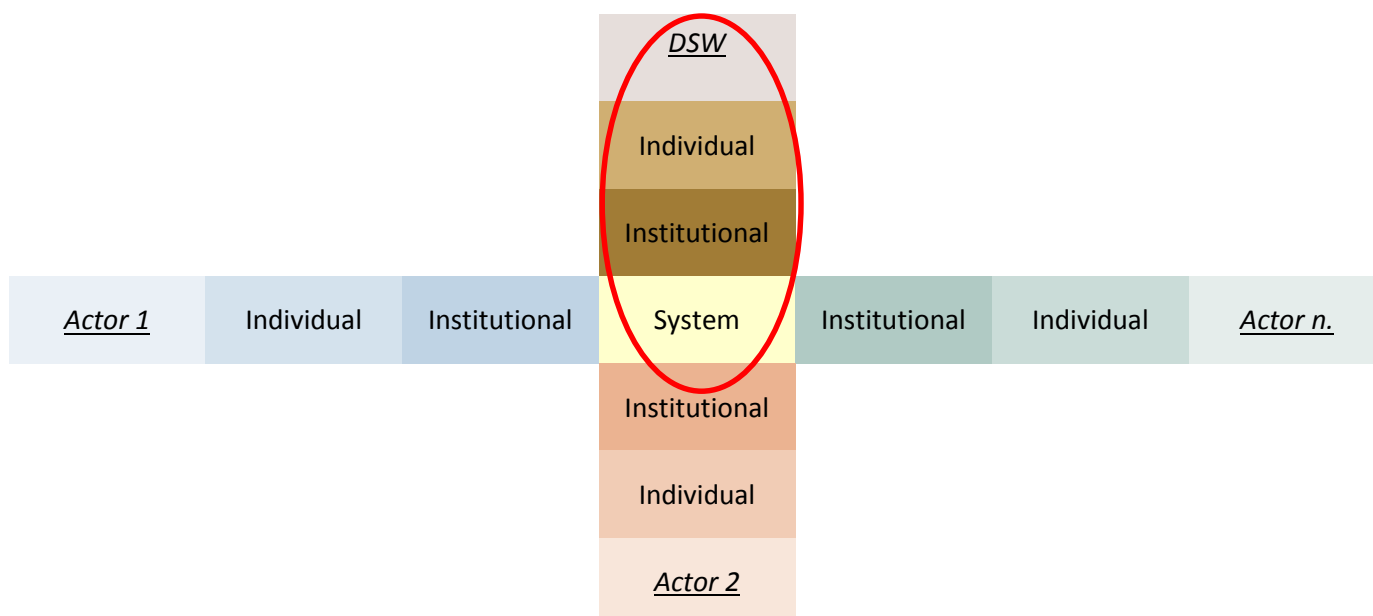 DSW
Individual
Institutional
Actor 1 Individual Institutional System Institutional Individual Actor n.
Institutional
Individual
Actor 2